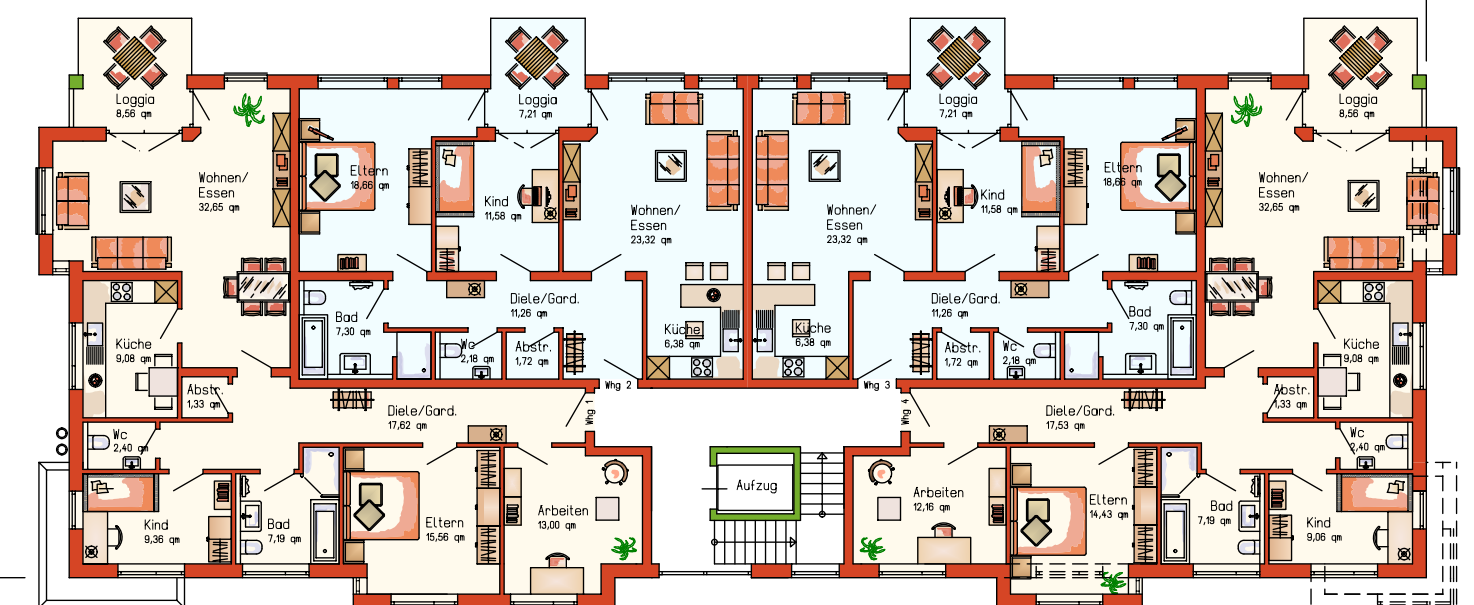 Loggia
8,56 qm
Loggia
7,21 qm
Loggia
7,21 qm
Loggia
8,56 qm
Wohnen/
Essen
32,65 qm
Eltern
18,66 qm
Kind
11,58 qm
Wohnen/
Essen
23,32 qm
Wohnen/
Essen
23,32 qm
Kind
11,58 qm
Eltern
18,66 qm
Wohnen/
Essen
32,65 qm
Küche
9,08 qm
Bad
7,30 qm
Diele/Gard.
11,26 qm
Wc
2,18 qm
Abstr.
1,72 qm
Küche
6,38 qm
Küche
6,38 qm
Diele/Gard.
11,26 qm
Abstr.
1,72 qm
Wc
2,18 qm
Bad
7,30 qm
Küche
9,08 qm
Whg 2
Whg 3
Abstr.
1,33 qm
Diele/Gard.
17,62 qm
Whg 1
Whg 4
Diele/Gard.
17,53 qm
Abstr.
1,33 qm
Wc
2,40 qm
Wc
2,40 qm
Kind
9,36 qm
Bad
7,19 qm
Eltern
15,56 qm
Arbeiten
13,00 qm
Aufzug
Arbeiten
12,16 qm
Eltern
14,43 qm
Bad
7,19 qm
Kind
9,06 qm